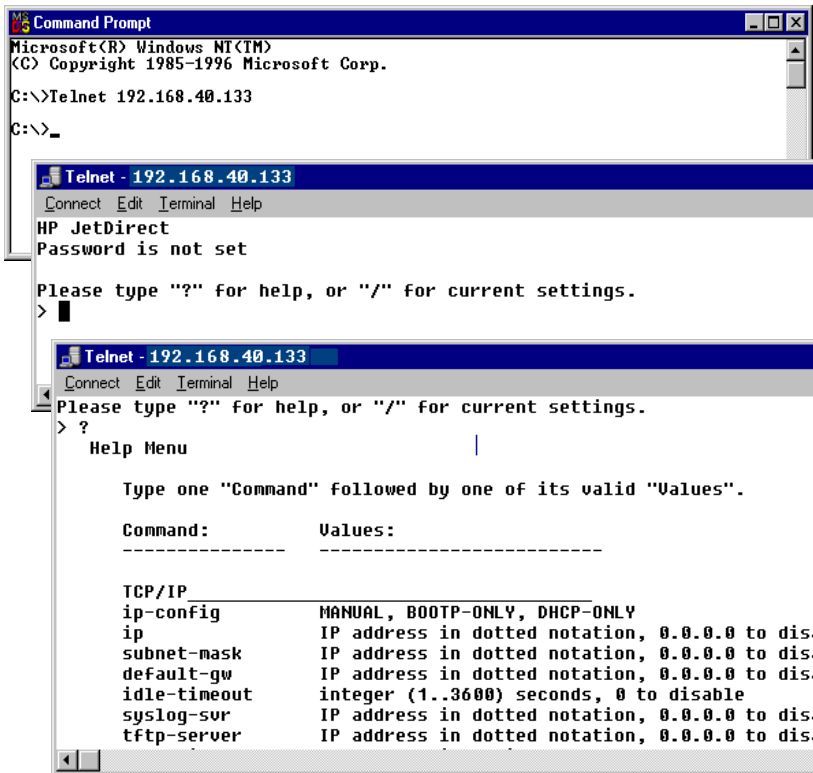 Command Prompt
Microsoft(R) Windows NT(TM)
(C) Copyright 1985-1996 Microsoft Corp.
C:\>Telnet 192.168.40.133
C:\>_
Telnet - 192.168.40.133
Connect Edit Terminal Help
HP JetDirect
Password is not set
Please type "?" for help, or "/" for current settings.
>
Telnet - 192.168.40.133
Connect Edit Terminal Help
Please type "?" for help, or "/" for current settings.
> ?
Help Menu
Type one "Command" followed by one of its valid "Values".
Command: Values:
--------------- --------------------------
TCP/IP_____________________________________
ip-config MANUAL, BOOTP-ONLY, DHCP-ONLY
ip IP address in dotted notation, 0.0.0.0 to dis
subnet-mask IP address in dotted notation, 0.0.0.0 to dis
default-gw IP address in dotted notation, 0.0.0.0 to dis
idle-timeout integer (1..3600) seconds, 0 to disable
syslog-svr IP address in dotted notation, 0.0.0.0 to dis
tftp-server IP address in dotted notation, 0.0.0.0 to dis